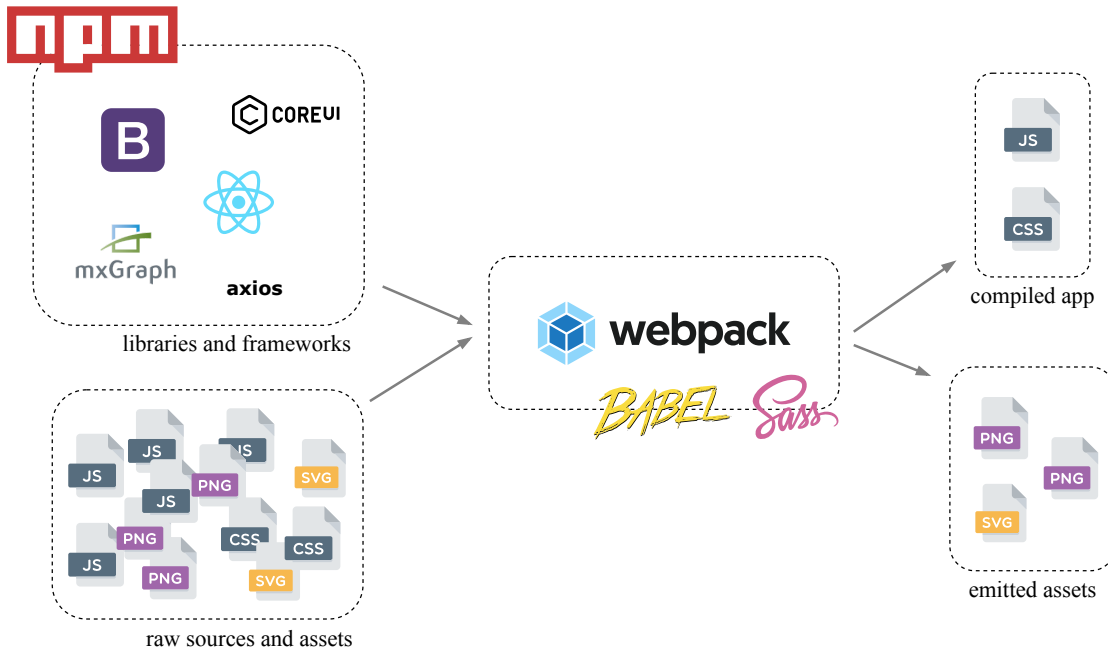 npm
COREUI
B
mxGraph
axios
libraries and frameworks
JS
JS
JS
JS
PNG
SVG
JS
PNG
CSS
CSS
JS
PNG
SVG
raw sources and assets
webpack
BABEL
Sass
JS
CSS
compiled app
PNG
PNG
SVG
emitted assets